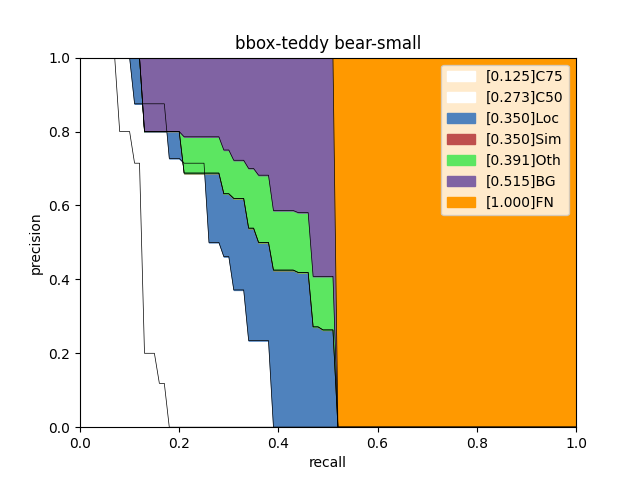 bbox-teddy bear-small
1.0
0.8
0.6
0.4
0.2
0.0
precision
[0.125]C75
[0.273]C50
[0.350]Loc
[0.350]Sim
[0.391]Oth
[0.515]BG
[1.000]FN
0.0 0.2 0.4 0.6 0.8 1.0
recall